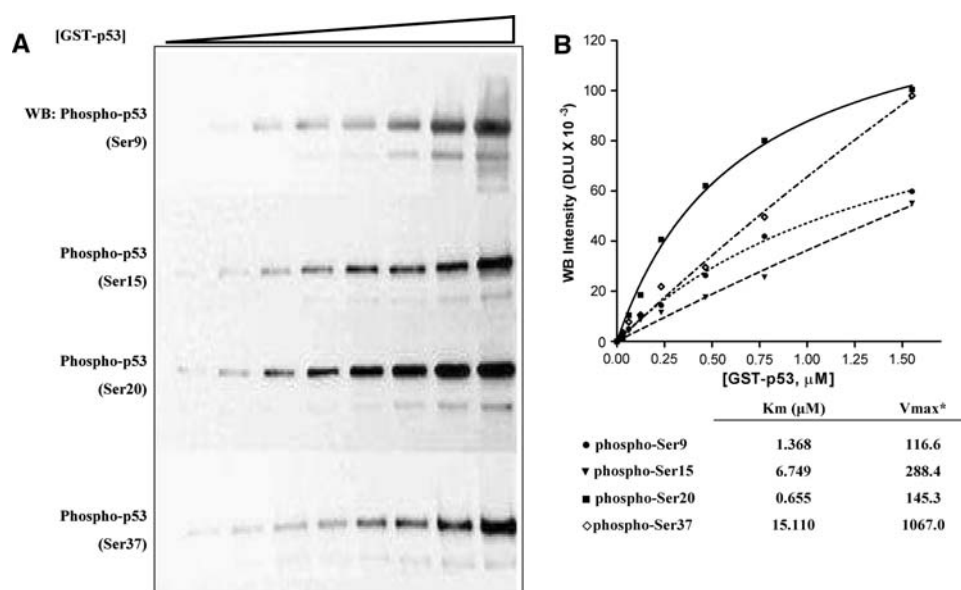 A
[GST-p53]
WB: Phospho-p53
(Ser9)
Phospho-p53
(Ser15)
Phospho-p53
(Ser20)
Phospho-p53
(Ser37)
B
WB Intensity (DLU X 10 -3)
120
100
80
60
40
20
0
0.00 0.25 0.50 0.75 1.00 1.25 1.50
[GST-p53, μM]
Km (μM) Vmax*
phospho-Ser9 1.368 116.6
phospho-Ser15 6.749 288.4
phospho-Ser20 0.655 145.3
phospho-Ser37 15.110 1067.0